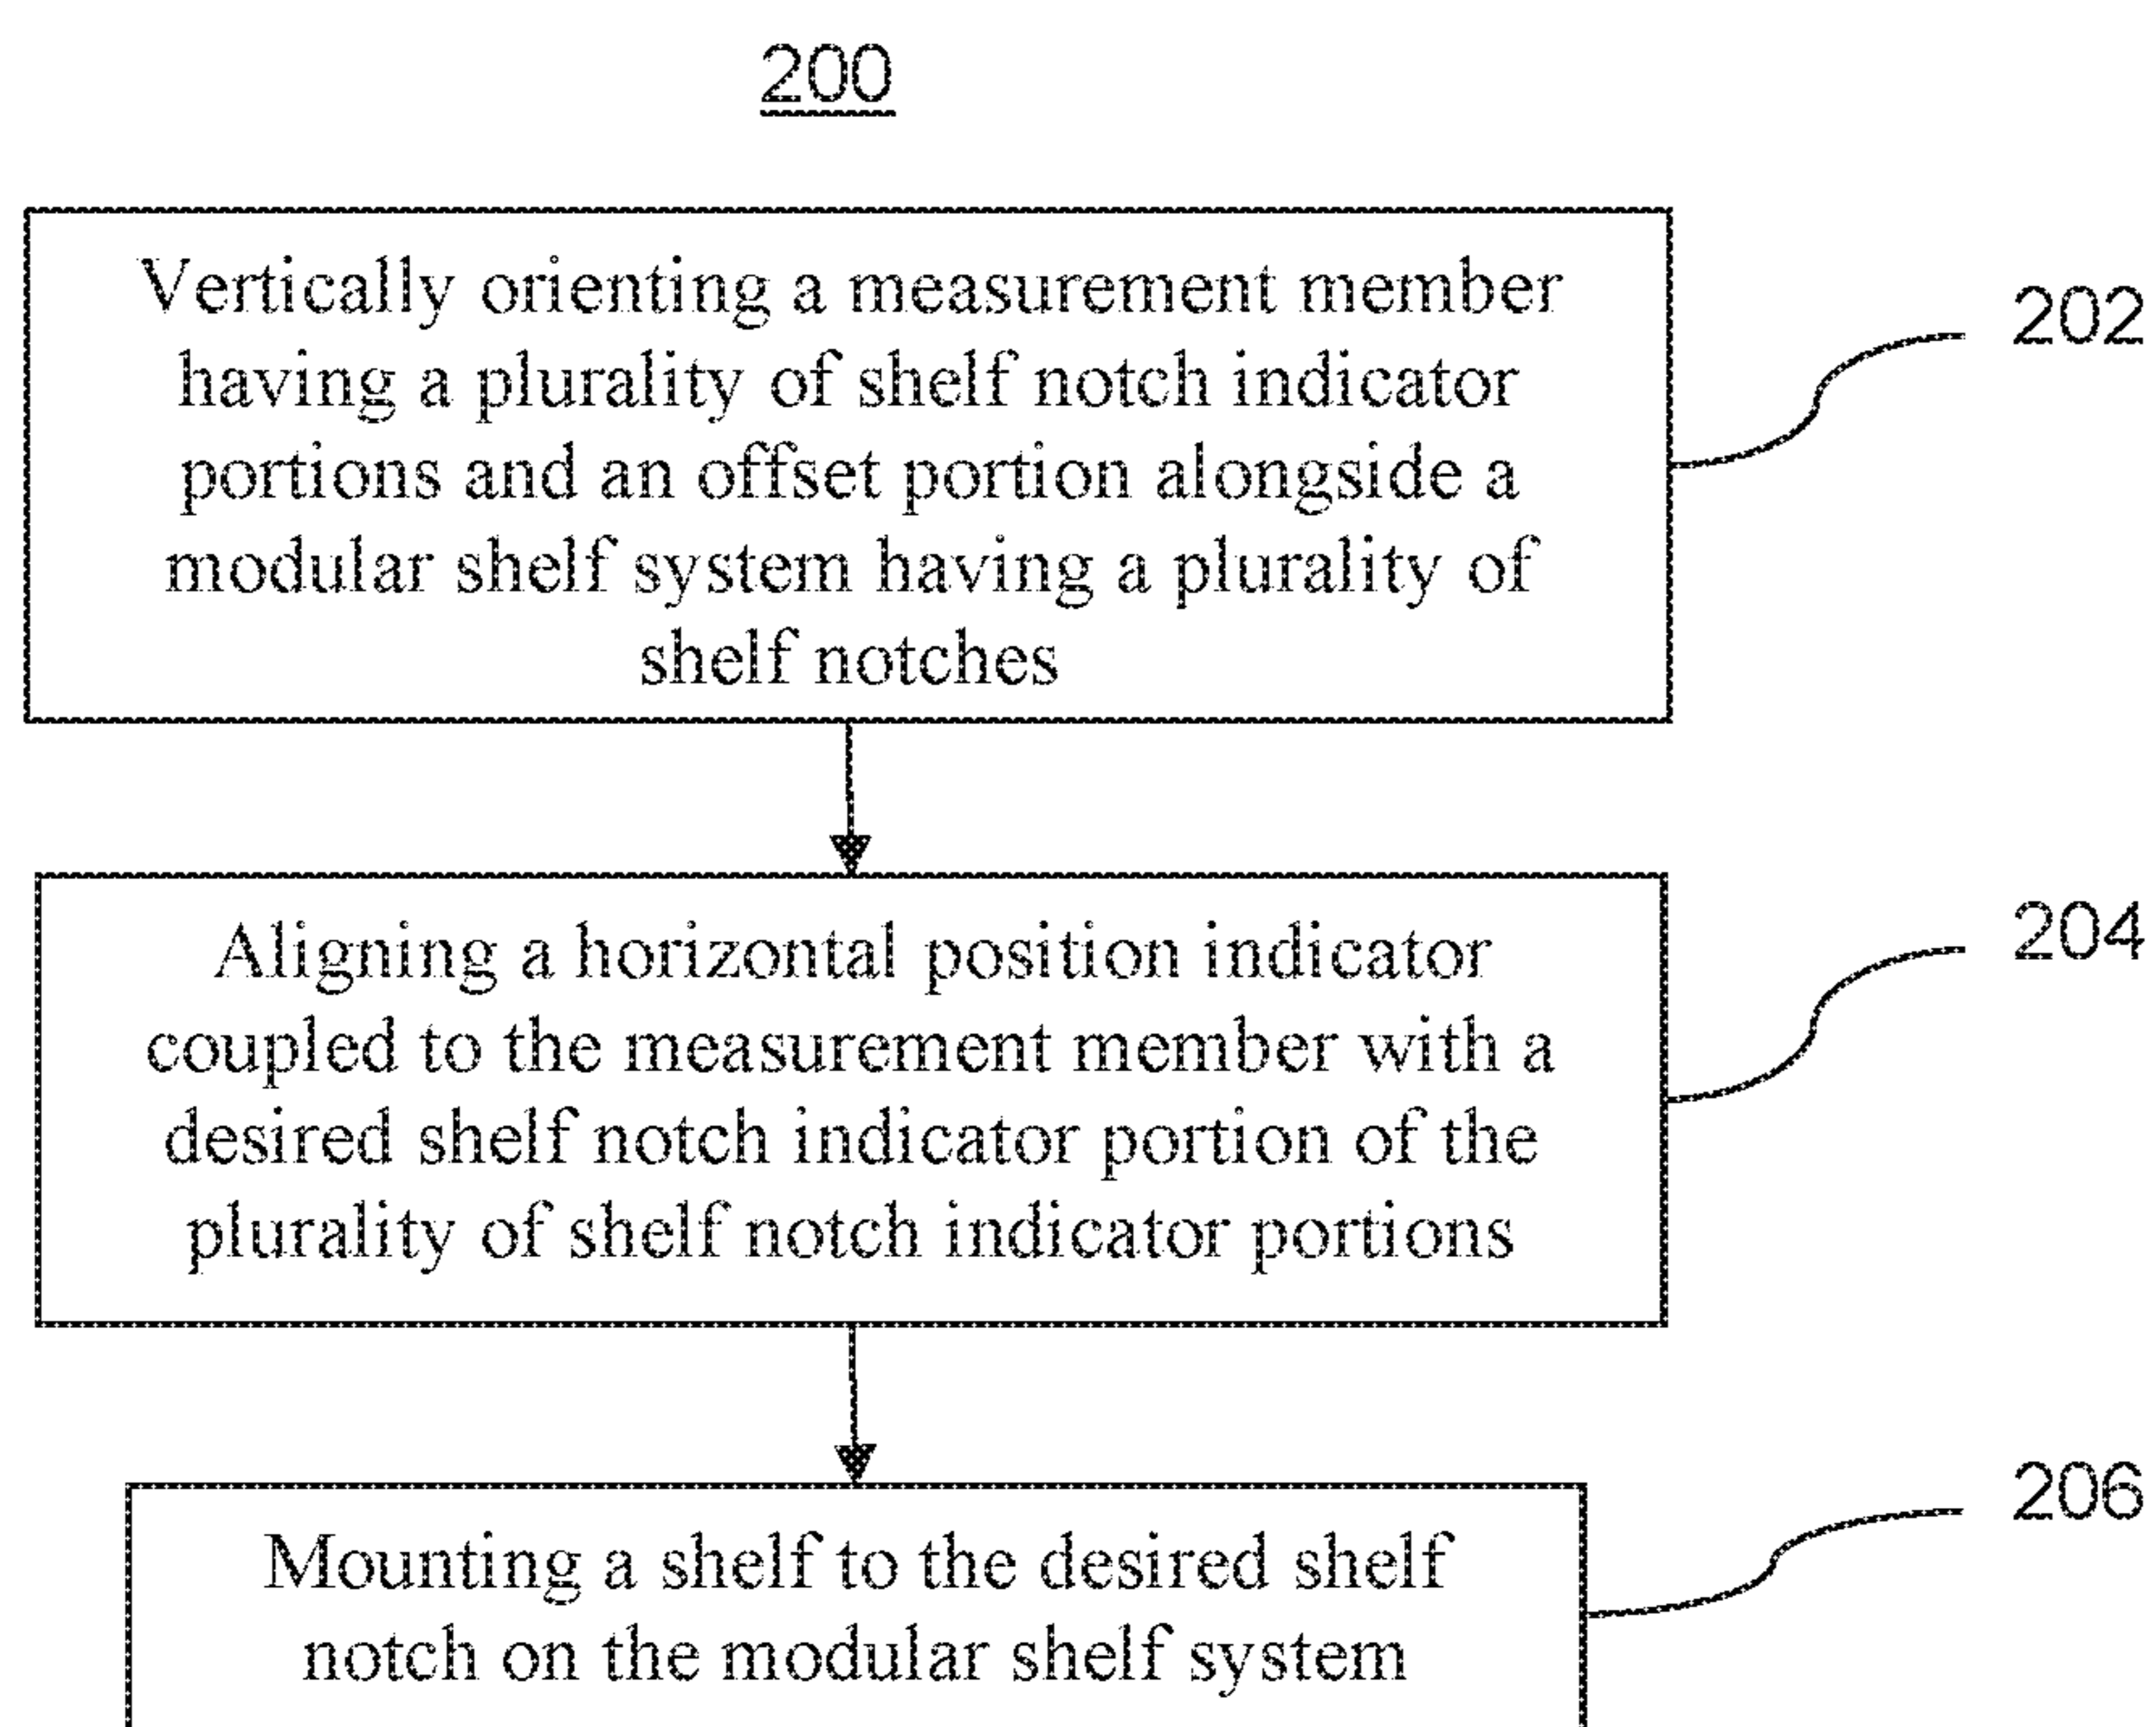 200
Vertically orienting a measurement member
having a plurality of shelf notch indicator
portions and an offset portion alongside a
modular shelf system having a plurality of
shelf notches
202
Aligning a horizontal position indicator
coupled to the measurement member with a
desired shelf notch indicator portion of the
plurality of shelf notch indicator portions
204
Mounting a shelf to the desired shelf
notch on the modular shelf system
206